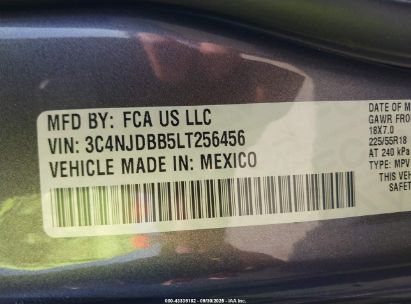 MFD BY: FCA US LLC
VIN: 3C4NJDBB5LT256456
VEHICLE MADE IN: MEXICO
DATE OF M
GAWR FRO
18X7.0
225/55R18
AT 240 kPa
TYPE: MPV
THIS VEH
SAFET